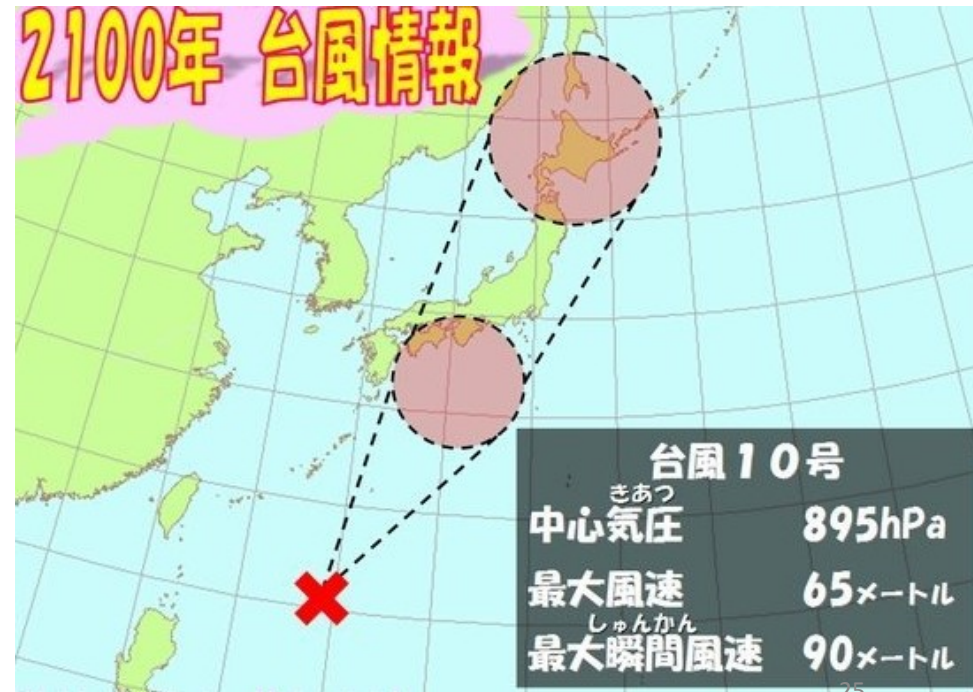 2100年 台風情報
台風10号
きあつ
中心気圧 895hPa
最大風速 65メートル
しゅんかん
最大瞬間風速 90メートル
35